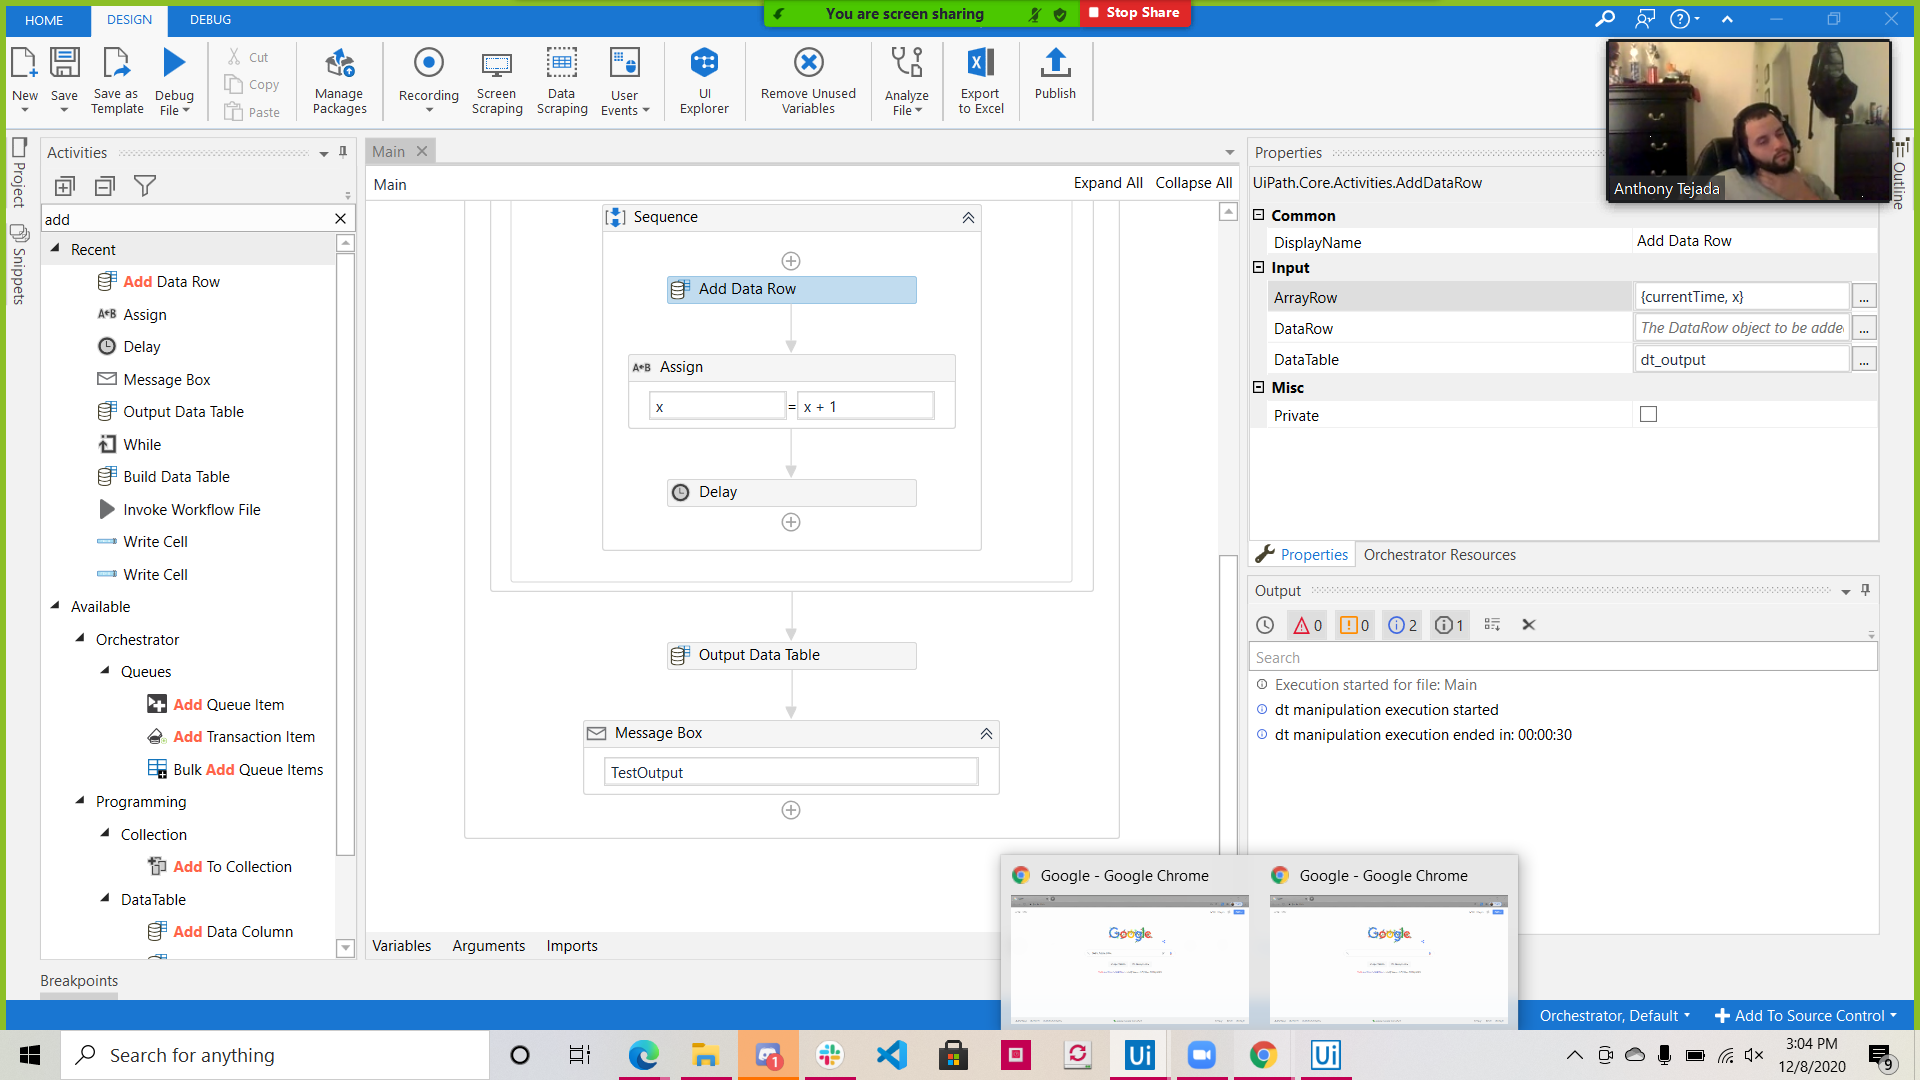 HOME
DESIGN
DEBUG
You are screen sharing
Stop Share
New
Save
Save as Template
Debug File
Cut
Copy
Paste
Manage Packages
Recording
Screen Scraping
Data Scraping
User Events
UI Explorer
Remove Unused Variables
Analyze File
Export to Excel
Publish
Project
Snippets
Activities
add
Recent
Add Data Row
Assign
Delay
Message Box
Output Data Table
While
Build Data Table
Invoke Workflow File
Write Cell
Write Cell
Available
Orchestrator
Queues
Add Queue Item
Add Transaction Item
Bulk Add Queue Items
Programming
Collection
Add To Collection
DataTable
Add Data Column
Breakpoints
Main
Main
Expand All
Collapse All
Sequence
Add Data Row
A+B Assign
x = x + 1
Delay
Output Data Table
Message Box
TestOutput
Variables
Arguments
Imports
Properties
UiPath.Core.Activities.AddDataRow
Common
DisplayName
Add Data Row
Input
ArrayRow
{currentTime, x}
...
DataRow
The DataRow object to be adde
...
DataTable
dt_output
...
Misc
Private
Properties
Orchestrator Resources
Anthony Tejada
Outline
Output
0
0
2
1
Search
Execution started for file: Main
dt manipulation execution started
dt manipulation execution ended in: 00:00:30
Google - Google Chrome
Google - Google Chrome
Google
Google
Orchestrator, Default
Add To Source Control
Search for anything
1
Ui
Ui
3:04 PM
12/8/2020
9